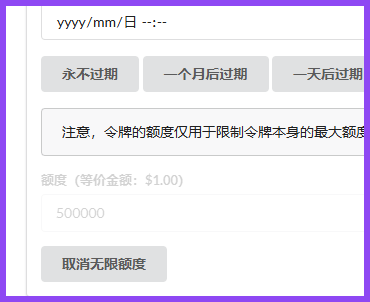 yyyy/mm/日 --:--
永不过期 一个月后过期 一天后过期
注意，令牌的额度仅用于限制令牌本身的最大额度
额度（等价金额：$1.00）
500000
取消无限额度